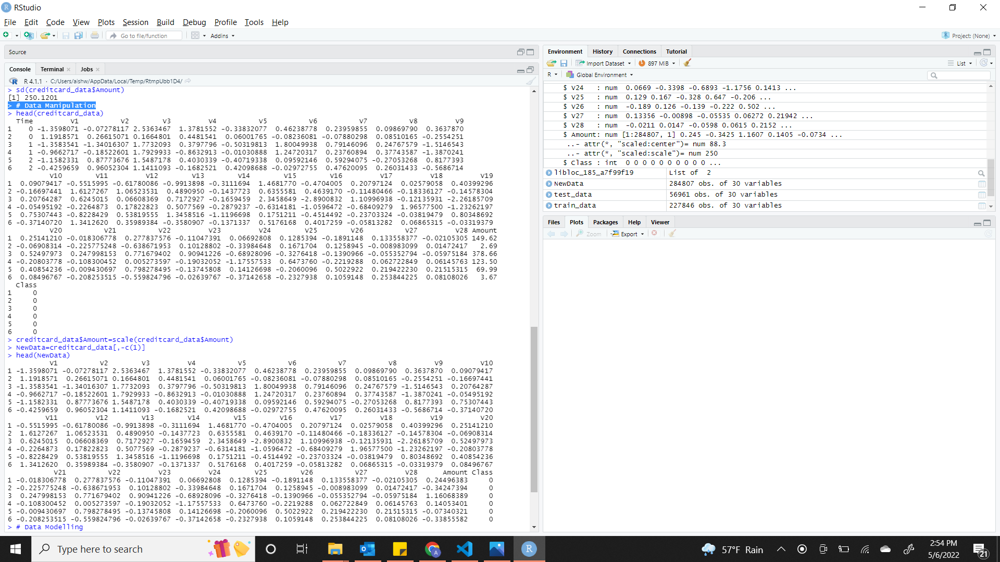 RStudio
File Edit Code View Plots Session Build Debug Profile Tools Help
Go to file/function Addins Project: (None)
Source
Console Terminal Jobs
R 4.1.1 · C:/Users/aishw/AppData/Local/Temp/RtmpUbb1D4/
> sd(creditcard_data$Amount)
[1] 250.1201
> # Data Manipulation
> head(creditcard_data)
Time V1 V2 V3 V4 V5 V6 V7 V8 V9
1 0 -1.3598071 -0.07278117 2.5363467 1.3781552 -0.33832077 0.46238778 0.23959855 0.09869790 0.3637870
2 0 1.1918571 0.26615071 0.1664801 0.4481541 0.06001765 -0.08236081 -0.07880298 0.08510165 -0.2554251
3 1 -1.3583541 -1.34016307 1.7732093 0.3797796 -0.50319813 1.80049938 0.79146096 0.24767579 -1.5146543
4 1 -0.9662717 -0.18522601 1.7929933 -0.8632913 -0.01030888 1.24720317 0.23760894 0.37743587 -1.3870241
5 2 -1.1582331 0.87773676 1.5487178 0.4030339 -0.40719338 0.09592146 0.59294075 -0.27053268 0.8177393
6 2 -0.4259659 0.96052304 1.1411093 -0.1682521 0.42098688 -0.02972755 0.47620095 0.26031433 -0.5686714
V10 V11 V12 V13 V14 V15 V16 V17 V18 V19
1 0.09079417 -0.5515995 -0.61780086 -0.9913898 -0.3111694 1.4681770 -0.4704005 0.20797124 0.02579058 0.40399296
2 -0.16697441 1.6127267 1.06523531 0.4890950 -0.1437723 0.6355581 0.4639170 -0.11480466 -0.18336127 -0.14578304
3 0.20764287 0.6245015 0.06608369 0.7172927 -0.1659459 2.3458649 -2.8900832 1.10996938 -0.12135931 -2.26185709
4 -0.05495192 -0.2264873 0.17822823 0.5077569 -0.2879237 -0.6314181 -1.0596472 -0.68409279 1.96577500 -1.23262197
5 0.75307443 -0.8228429 0.53819555 1.3458516 -1.1196698 0.1751211 -0.4514492 -0.23703324 -0.03819479 0.80348692
6 -0.37140720 1.3412620 0.35989384 -0.3580907 -0.1371337 0.5176168 0.4017259 -0.05813282 0.06865315 -0.03319379
V20 V21 V22 V23 V24 V25 V26 V27 V28 Amount
1 0.25141210 -0.018306778 0.277837576 -0.11047391 0.06692808 0.1285394 -0.1891148 0.133558377 -0.02105305 149.62
2 -0.06908314 -0.225775248 -0.638671953 0.10128802 -0.33984648 0.1671704 0.1258945 -0.008983099 0.01472417 2.69
3 0.52497973 0.247998153 0.771679402 0.90941226 -0.68928096 -0.3276418 -0.1390966 -0.055352794 -0.05975184 378.66
4 -0.20803778 -0.108300452 0.005273597 -0.19032052 -1.17557533 0.6473760 -0.2219288 0.062722849 0.06145763 123.50
5 0.40854236 -0.009430697 0.798278495 -0.13745808 0.14126698 -0.2060096 0.5022922 0.219422230 0.21515315 69.99
6 0.08496767 -0.208253515 -0.559824796 -0.02639767 -0.37142658 -0.2327938 0.1059148 0.253844225 0.08108026 3.67
Class
1 0
2 0
3 0
4 0
5 0
6 0
> creditcard_data$Amount=scale(creditcard_data$Amount)
> NewData=creditcard_data[,-c(1)]
> head(NewData)
V1 V2 V3 V4 V5 V6 V7 V8 V9 V10
1 -1.3598071 -0.07278117 2.5363467 1.3781552 -0.33832077 0.46238778 0.23959855 0.09869790 0.3637870 0.09079417
2 1.1918571 0.26615071 0.1664801 0.4481541 0.06001765 -0.08236081 -0.07880298 0.08510165 -0.2554251 -0.16697441
3 -1.3583541 -1.34016307 1.7732093 0.3797796 -0.50319813 1.80049938 0.79146096 0.24767579 -1.5146543 0.20764287
4 -0.9662717 -0.18522601 1.7929933 -0.8632913 -0.01030888 1.24720317 0.23760894 0.37743587 -1.3870241 -0.05495192
5 -1.1582331 0.87773676 1.5487178 0.4030339 -0.40719338 0.09592146 0.59294075 -0.27053268 0.8177393 0.75307443
6 -0.4259659 0.96052304 1.1411093 -0.1682521 0.42098688 -0.02972755 0.47620095 0.26031433 -0.5686714 -0.37140720
V11 V12 V13 V14 V15 V16 V17 V18 V19 V20
1 -0.5515995 -0.61780086 -0.9913898 -0.3111694 1.4681770 -0.4704005 0.20797124 0.02579058 0.40399296 0.25141210
2 1.6127267 1.06523531 0.4890950 -0.1437723 0.6355581 0.4639170 -0.11480466 -0.18336127 -0.14578304 -0.06908314
3 0.6245015 0.06608369 0.7172927 -0.1659459 2.3458649 -2.8900832 1.10996938 -0.12135931 -2.26185709 0.52497973
4 -0.2264873 0.17822823 0.5077569 -0.2879237 -0.6314181 -1.0596472 -0.68409279 1.96577500 -1.23262197 -0.20803778
5 -0.8228429 0.53819555 1.3458516 -1.1196698 0.1751211 -0.4514492 -0.23703324 -0.03819479 0.80348692 0.40854236
6 1.3412620 0.35989384 -0.3580907 -0.1371337 0.5176168 0.4017259 -0.05813282 0.06865315 -0.03319379 0.08496767
V21 V22 V23 V24 V25 V26 V27 V28 Amount Class
1 -0.018306778 0.277837576 -0.11047391 0.06692808 0.1285394 -0.1891148 0.133558377 -0.02105305 0.24496383 0
2 -0.225775248 -0.638671953 0.10128802 -0.33984648 0.1671704 0.1258945 -0.008983099 0.01472417 -0.34247394 0
3 0.247998153 0.771679402 0.90941226 -0.68928096 -0.3276418 -0.1390966 -0.055352794 -0.05975184 1.16068389 0
4 -0.108300452 0.005273597 -0.19032052 -1.17557533 0.6473760 -0.2219288 0.062722849 0.06145763 0.14053401 0
5 -0.009430697 0.798278495 -0.13745808 0.14126698 -0.2060096 0.5022922 0.219422230 0.21515315 -0.07340321 0
6 -0.208253515 -0.559824796 -0.02639767 -0.37142658 -0.2327938 0.1059148 0.253844225 0.08108026 -0.33855582 0
> # Data Modelling
Environment History Connections Tutorial
Import Dataset 897 MiB List
R Global Environment
$ V24 : num 0.0669 -0.3398 -0.6893 -1.1756 0.1413 ...
$ V25 : num 0.129 0.167 -0.328 0.647 -0.206 ...
$ V26 : num -0.189 0.126 -0.139 -0.222 0.502 ...
$ V27 : num 0.13356 -0.00898 -0.05535 0.06272 0.21942 ...
$ V28 : num -0.0211 0.0147 -0.0598 0.0615 0.2152 ...
$ Amount: num [1:284807, 1] 0.245 -0.3425 1.1607 0.1405 -0.0734 ...
..- attr(*, "scaled:center")= num 88.3
..- attr(*, "scaled:scale")= num 250
$ Class : int 0 0 0 0 0 0 0 0 0 0 ...
libloc_185_a7f99f19 List of 2
NewData 284807 obs. of 30 variables
test_data 56961 obs. of 30 variables
train_data 227846 obs. of 30 variables
Files Plots Packages Help Viewer
Zoom Export
Type here to search
57°F Rain
2:54 PM
5/6/2022
21